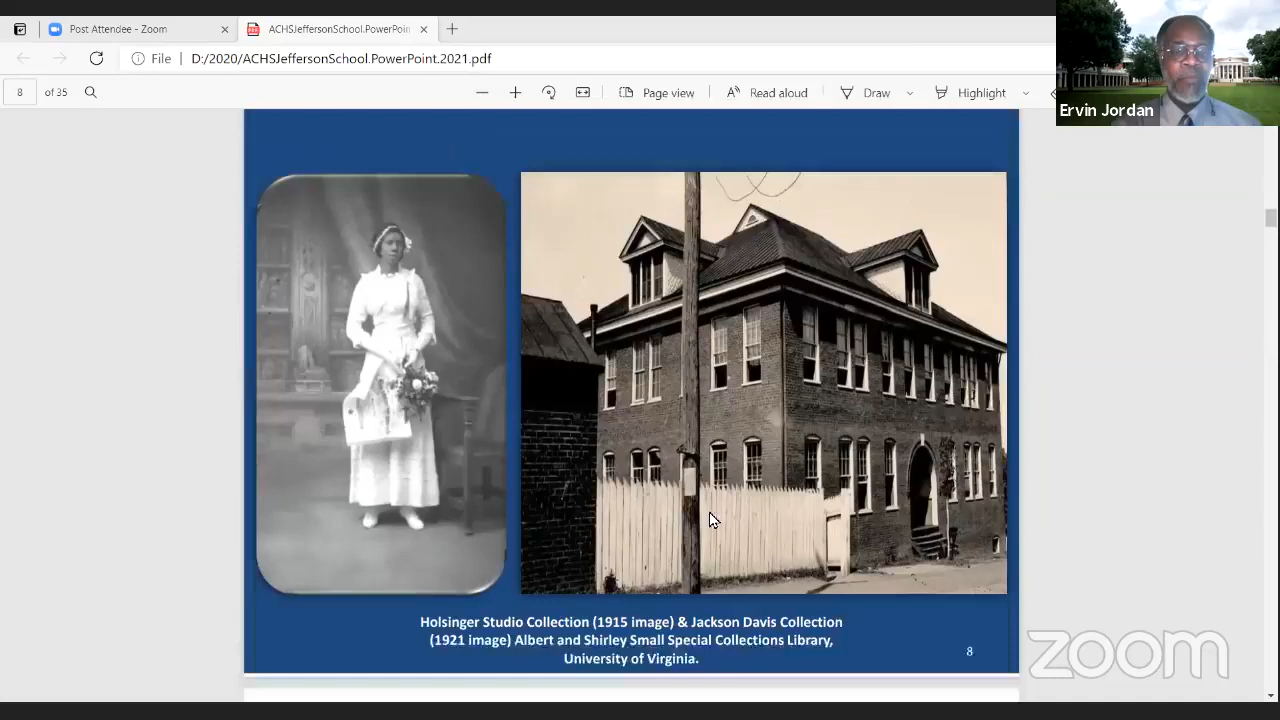 Post Attendee - Zoom
ACHSJeffersonSchool.PowerPoin
File
D:/2020/ACHSJeffersonSchool.PowerPoint.2021.pdf
8 of 35
Page view
Read aloud
Draw
Highlight
Ervin Jordan
Holsinger Studio Collection (1915 image) & Jackson Davis Collection
(1921 image) Albert and Shirley Small Special Collections Library,
University of Virginia.
8
zoom